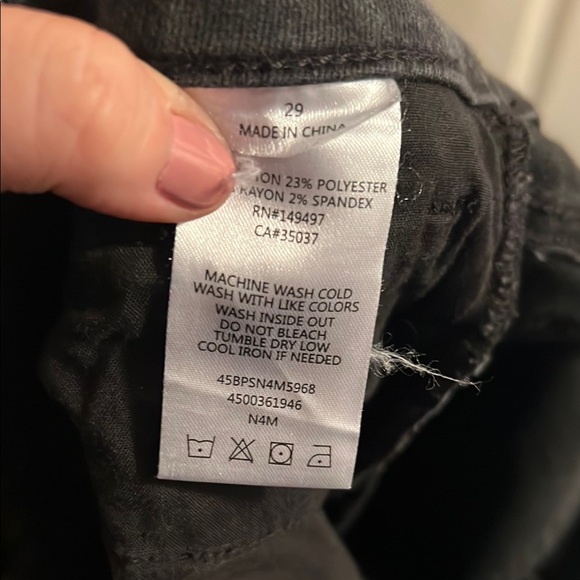 29
MADE IN CHINA
23% POLYESTER
RAYON 2% SPANDEX
RN#149497
CA#35037
MACHINE WASH COLD
WASH WITH LIKE COLORS
WASH INSIDE OUT
DO NOT BLEACH
TUMBLE DRY LOW
COOL IRON IF NEEDED
45BPSN4M5968
4500361946
N4M